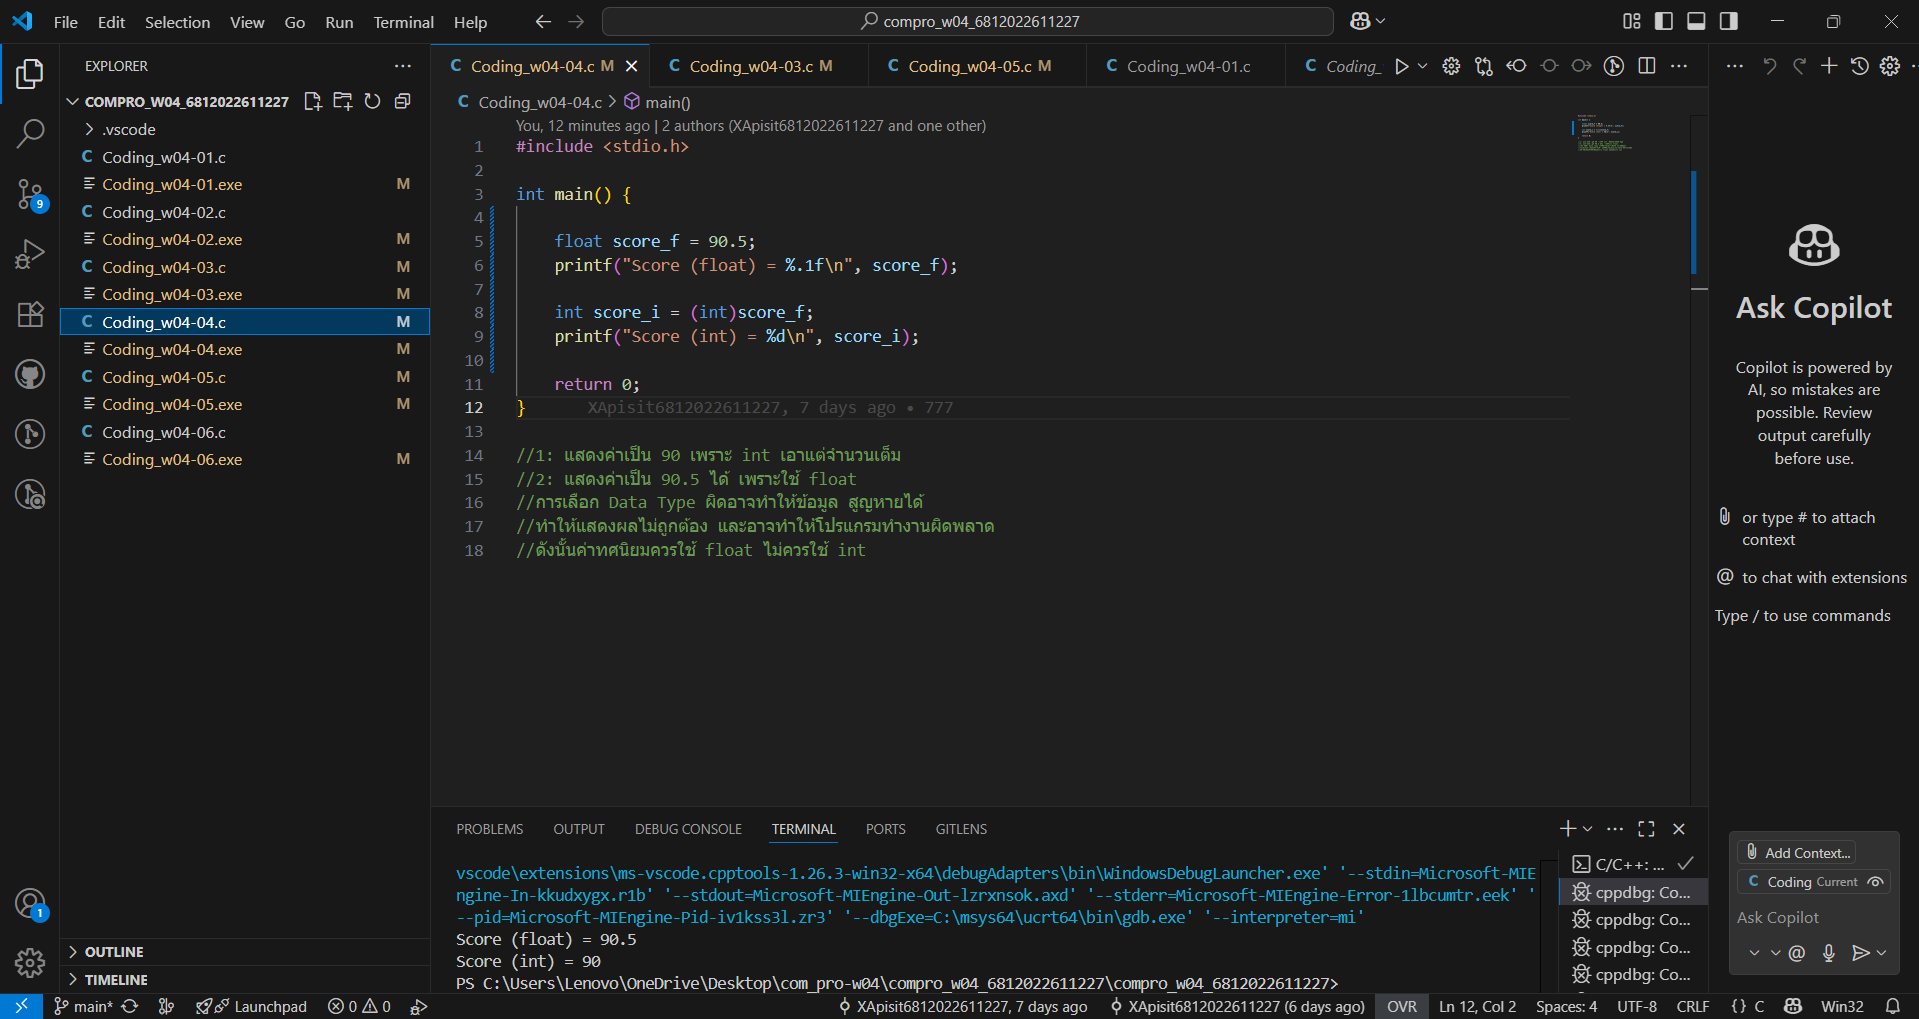 File Edit Selection View Go Run Terminal Help
compro_w04_6812022611227
EXPLORER
COMPRO_W04_6812022611227
.vscode
C Coding_w04-01.c
Coding_w04-01.exe M
C Coding_w04-02.c
Coding_w04-02.exe M
C Coding_w04-03.c M
Coding_w04-03.exe M
C Coding_w04-04.c M
Coding_w04-04.exe M
C Coding_w04-05.c M
Coding_w04-05.exe M
C Coding_w04-06.c
Coding_w04-06.exe M
9
1
OUTLINE
TIMELINE
C Coding_w04-04.c M
C Coding_w04-03.c M
C Coding_w04-05.c M
C Coding_w04-01.c
C Coding_
C Coding_w04-04.c > main()
You, 12 minutes ago | 2 authors (XApisit6812022611227 and one other)
1 #include <stdio.h>
2
3 int main() {
4
5 float score_f = 90.5;
6 printf("Score (float) = %.1f\n", score_f);
7
8 int score_i = (int)score_f;
9 printf("Score (int) = %d\n", score_i);
10
11 return 0;
12 } XApisit6812022611227, 7 days ago • 777
13
14 //1: แสดงค่าเป็น 90 เพราะ int เอาแต่จำนวนเต็ม
15 //2: แสดงค่าเป็น 90.5 ได้ เพราะใช้ float
16 //การเลือก Data Type ผิดอาจทำให้ข้อมูล สูญหายได้
17 //ทำให้แสดงผลไม่ถูกต้อง และอาจทำให้โปรแกรมทำงานผิดพลาด
18 //ดังนั้นค่าทศนิยมควรใช้ float ไม่ควรใช้ int
PROBLEMS OUTPUT DEBUG CONSOLE TERMINAL PORTS GITLENS
vscode\extensions\ms-vscode.cpptools-1.26.3-win32-x64\debugAdapters\bin\WindowsDebugLauncher.exe' '--stdin=Microsoft-MIE
ngine-In-kkudxygx.r1b' '--stdout=Microsoft-MIEngine-Out-lzrxnsok.axd' '--stderr=Microsoft-MIEngine-Error-1lbcumtr.eek' '
--pid=Microsoft-MIEngine-Pid-iv1kss3l.zr3' '--dbgExe=C:\msys64\ucrt64\bin\gdb.exe' '--interpreter=mi'
Score (float) = 90.5
Score (int) = 90
PS C:\Users\Lenovo\OneDrive\Desktop\com_pro-w04\compro_w04_6812022611227\compro_w04_6812022611227>
C/C++: ...
cppdbg: Co...
cppdbg: Co...
cppdbg: Co...
cppdbg: Co...
Ask Copilot
Copilot is powered by
AI, so mistakes are
possible. Review
output carefully
before use.
or type # to attach
context
@ to chat with extensions
Type / to use commands
Add Context...
C Coding Current
Ask Copilot
@
main* Launchpad 0 0 XApisit6812022611227, 7 days ago XApisit6812022611227 (6 days ago) OVR Ln 12, Col 2 Spaces: 4 UTF-8 CRLF {} C Win32